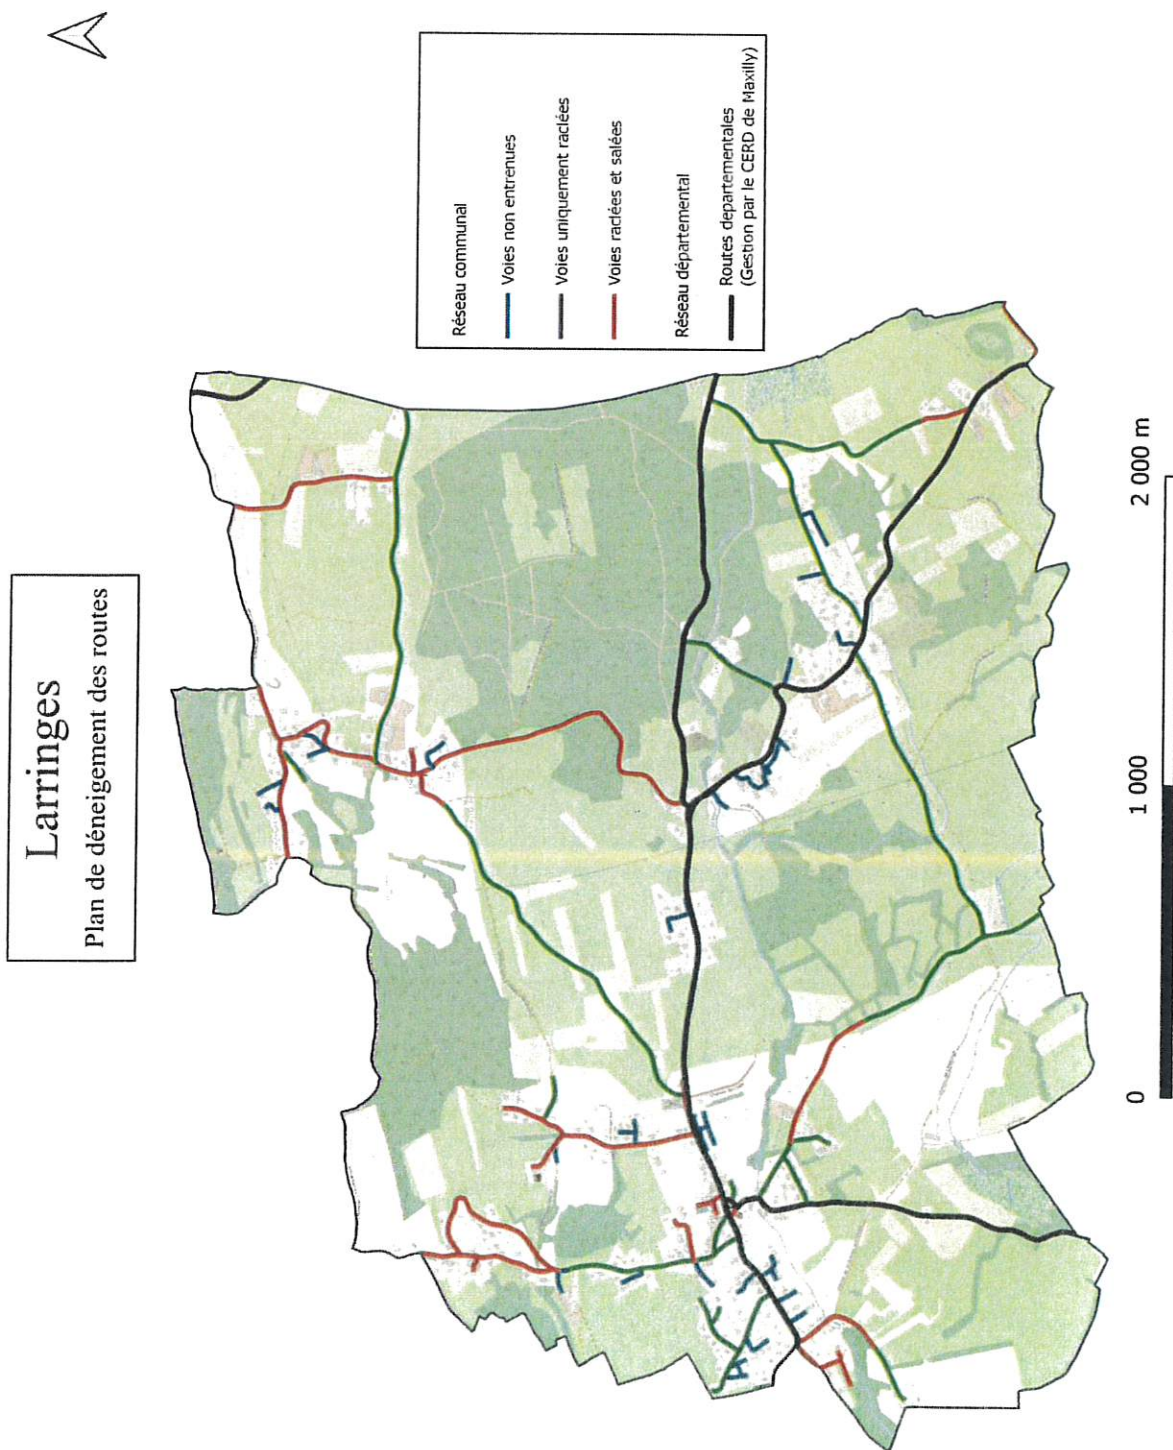 Larringes
Plan de déneigement des routes
Réseau communal
Voies non entrenues
Voies uniquement raclées
Voies raclées et salées
Réseau départemental
Routes departementales
(Gestion par le CERD de Maxilly)
0
1 000
2 000 m